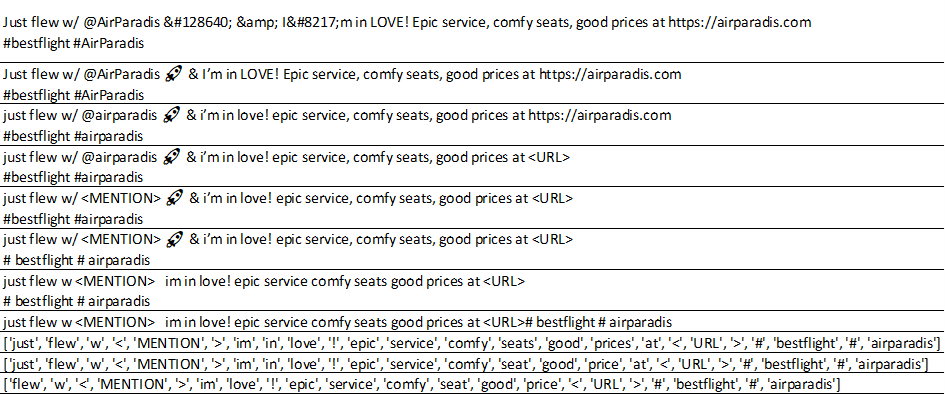 Just flew w/ @AirParadis &#128640; &amp; I&#8217;m in LOVE! Epic service, comfy seats, good prices at https://airparadis.com
#bestflight #AirParadis
Just flew w/ @AirParadis 🚀 & I’m in LOVE! Epic service, comfy seats, good prices at https://airparadis.com
#bestflight #AirParadis
just flew w/ @airparadis 🚀 & i’m in love! epic service, comfy seats, good prices at https://airparadis.com
#bestflight #airparadis
just flew w/ @airparadis 🚀 & i’m in love! epic service, comfy seats, good prices at <URL>
#bestflight #airparadis
just flew w/ <MENTION> 🚀 & i’m in love! epic service, comfy seats, good prices at <URL>
#bestflight #airparadis
just flew w/ <MENTION> 🚀 & i’m in love! epic service, comfy seats, good prices at <URL>
# bestflight # airparadis
just flew w <MENTION>  im in love! epic service comfy seats good prices at <URL>
# bestflight # airparadis
just flew w <MENTION>  im in love! epic service comfy seats good prices at <URL># bestflight # airparadis
['just', 'flew', 'w', '<', 'MENTION', '>', 'im', 'in', 'love', '!', 'epic', 'service', 'comfy', 'seats', 'good', 'prices', 'at', '<', 'URL', '>', '#', 'bestflight', '#', 'airparadis']
['just', 'flew', 'w', '<', 'MENTION', '>', 'im', 'in', 'love', '!', 'epic', 'service', 'comfy', 'seat', 'good', 'price', 'at', '<', 'URL', '>', '#', 'bestflight', '#', 'airparadis']
['flew', 'w', '<', 'MENTION', '>', 'im', 'love', '!', 'epic', 'service', 'comfy', 'seat', 'good', 'price', '<', 'URL', '>', '#', 'bestflight', '#', 'airparadis']